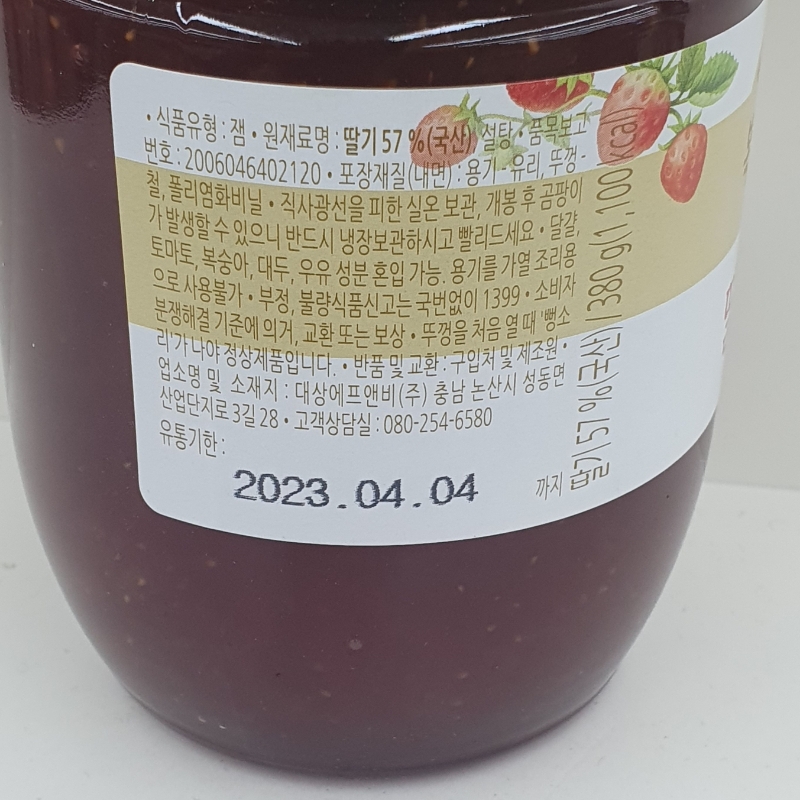 • 식품유형 : 잼 • 원재료명 : 딸기 57 %(국산), 설탕 • 품목보고
번호 : 2006046402120 • 포장재질(내면) : 용기 - 유리, 뚜껑 -
철, 폴리염화비닐 • 직사광선을 피한 실온 보관, 개봉 후 곰팡이
가 발생할 수 있으니 반드시 냉장보관하시고 빨리드세요 • 달걀,
토마토, 복숭아, 대두, 우유 성분 혼입 가능. 용기를 가열 조리용
으로 사용불가 • 부정, 불량식품신고는 국번없이 1399 • 소비자
분쟁해결 기준에 의거, 교환 또는 보상 • 뚜껑을 처음 열 때 '뻥소
리'가 나야 정상제품입니다. • 반품 및 교환 : 구입처 및 제조원 •
업소명 및 소재지 : 대상에프앤비(주) 충남 논산시 성동면
산업단지로 3길 28 • 고객상담실 : 080-254-6580
유통기한 :
2023.04.04 까지
딸기 57 %(국산) / 380 g(1,100 kcal)